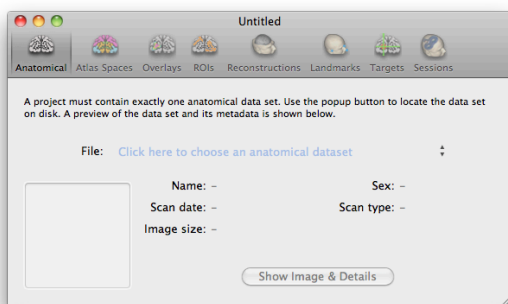 Untitled
Anatomical Atlas Spaces Overlays ROIs Reconstructions Landmarks Targets Sessions
A project must contain exactly one anatomical data set. Use the popup button to locate the data set
on disk. A preview of the data set and its metadata is shown below.
File: Click here to choose an anatomical dataset
Name: – Sex: –
Scan date: – Scan type: –
Image size: –
Show Image & Details